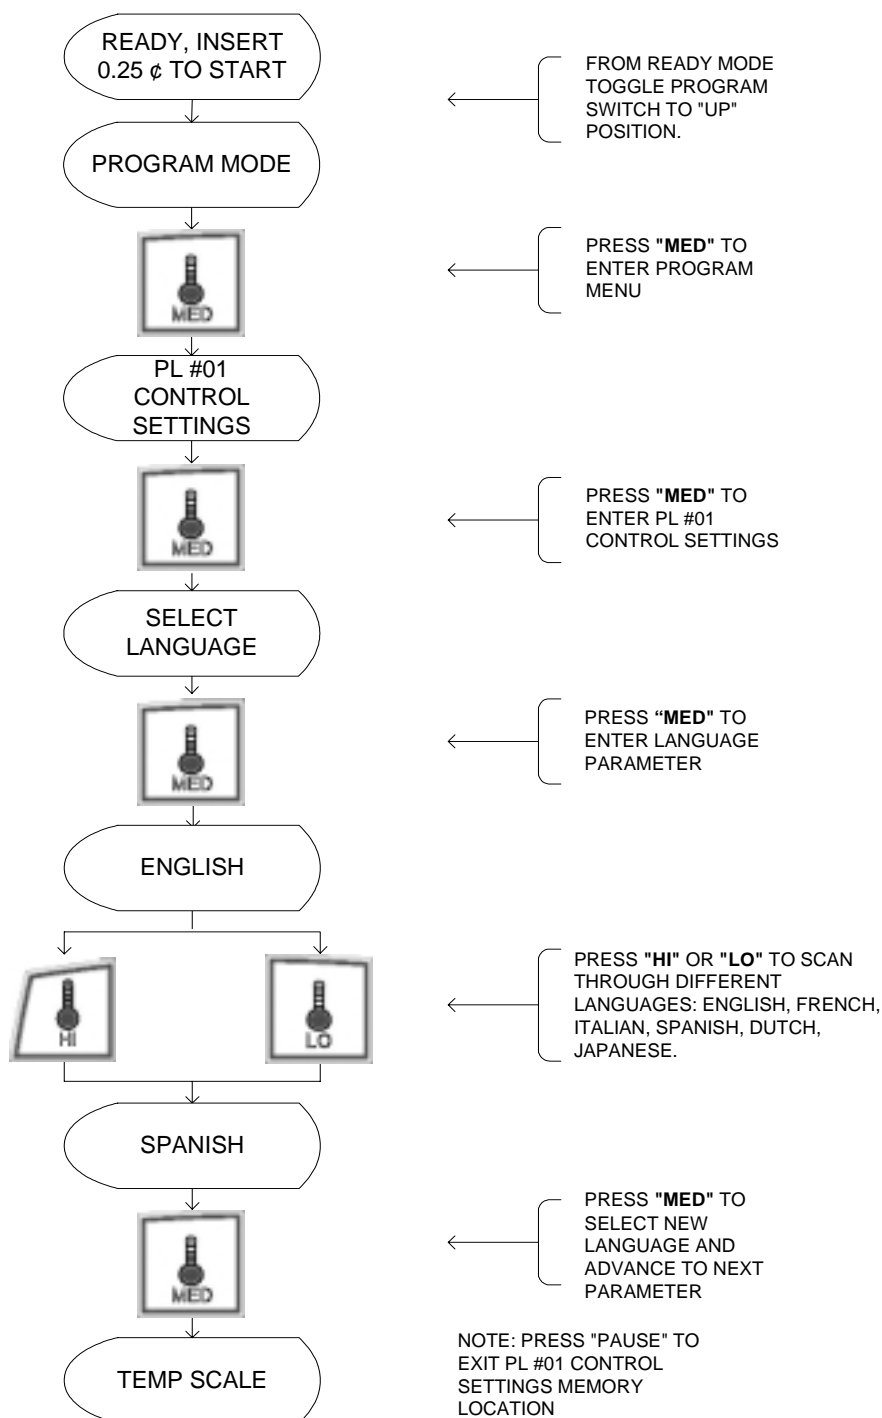 READY, INSERT
0.25 ¢ TO START
FROM READY MODE
TOGGLE PROGRAM
SWITCH TO "UP"
POSITION.
PROGRAM MODE
MED
PRESS "MED" TO
ENTER PROGRAM
MENU
PL #01
CONTROL
SETTINGS
MED
PRESS "MED" TO
ENTER PL #01
CONTROL SETTINGS
SELECT
LANGUAGE
MED
PRESS “MED" TO
ENTER LANGUAGE
PARAMETER
ENGLISH
HI
LO
PRESS "HI" OR "LO" TO SCAN
THROUGH DIFFERENT
LANGUAGES: ENGLISH, FRENCH,
ITALIAN, SPANISH, DUTCH,
JAPANESE.
SPANISH
MED
PRESS "MED" TO
SELECT NEW
LANGUAGE AND
ADVANCE TO NEXT
PARAMETER
TEMP SCALE
NOTE: PRESS "PAUSE" TO
EXIT PL #01 CONTROL
SETTINGS MEMORY
LOCATION